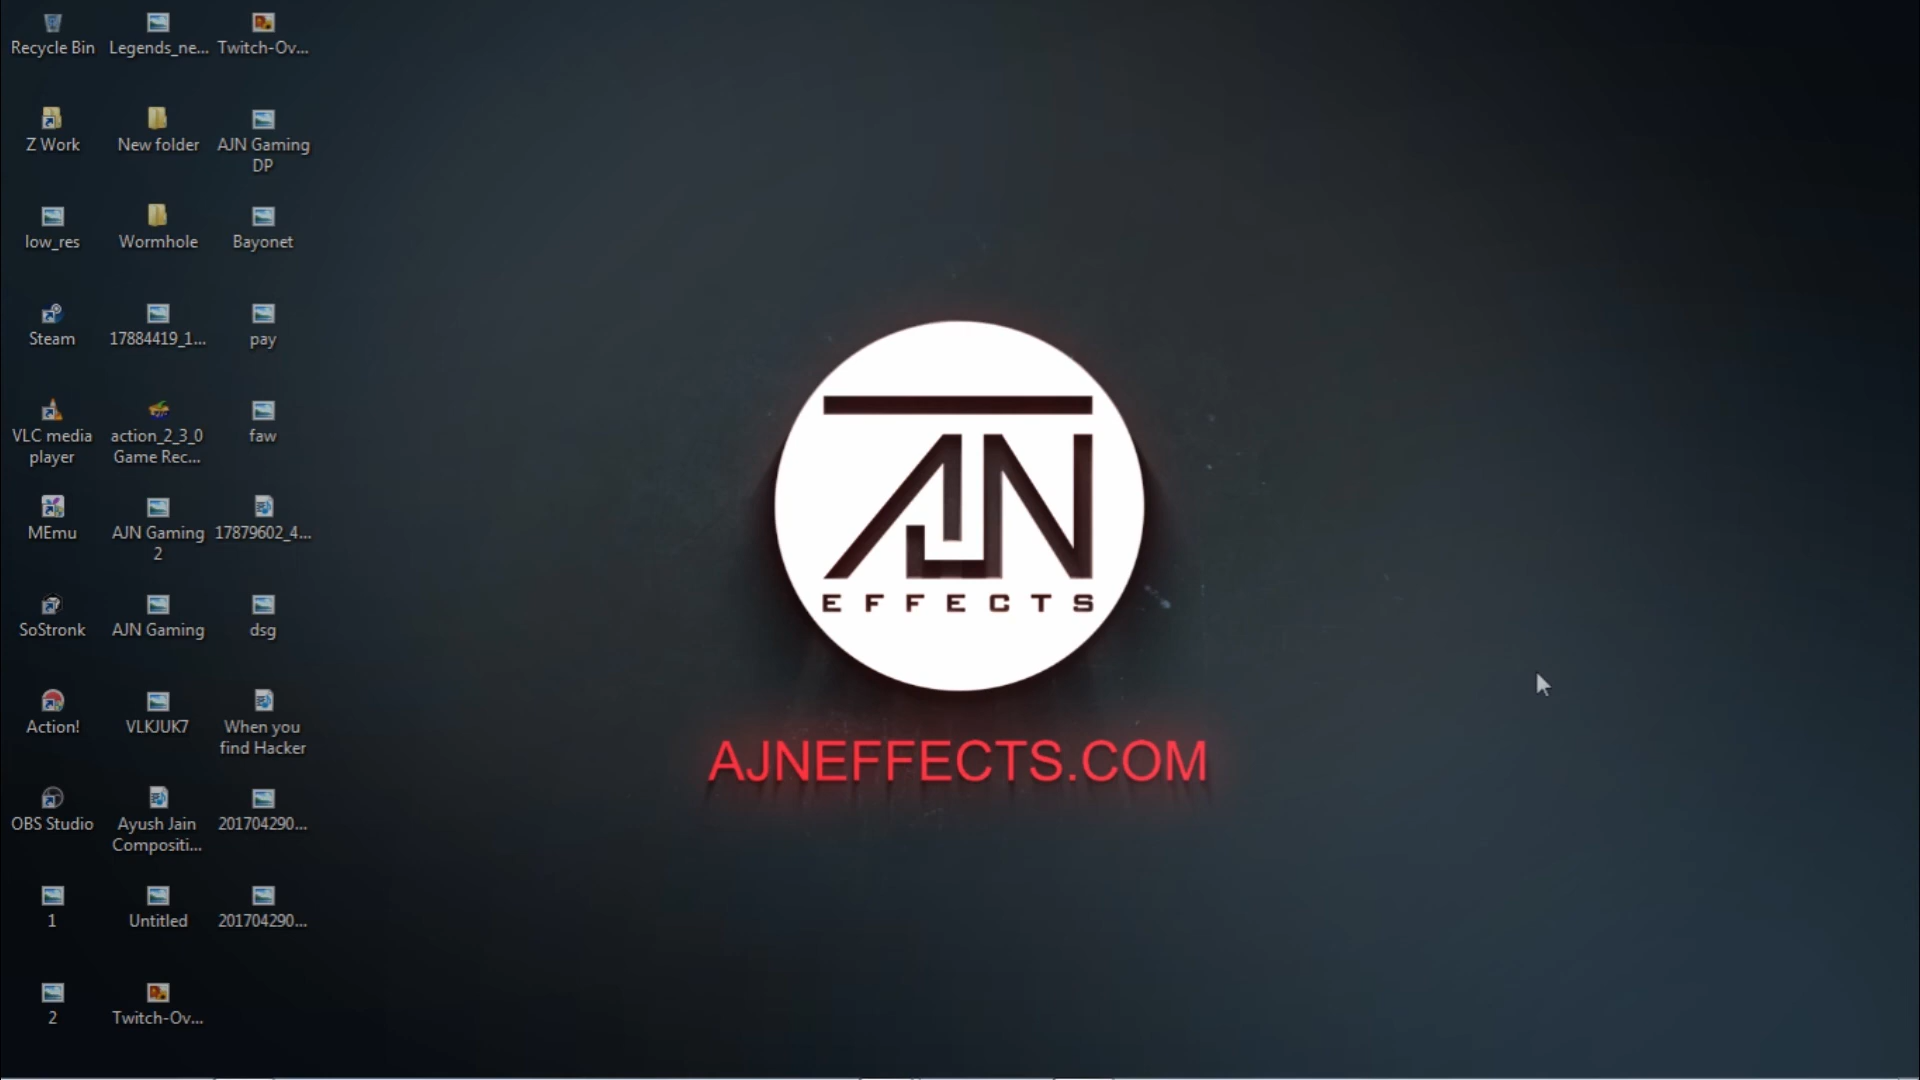 Recycle Bin
Legends_ne...
Twitch-Ov...
Z Work
New folder
AJN Gaming
DP
low_res
Wormhole
Bayonet
Steam
17884419_1...
pay
VLC media
player
action_2_3_0
Game Rec...
faw
MEmu
AJN Gaming
2
17879602_4...
SoStronk
AJN Gaming
dsg
Action!
VLKJUK7
When you
find Hacker
OBS Studio
Ayush Jain
Compositi...
201704290...
1
Untitled
201704290...
2
Twitch-Ov...
AJN
EFFECTS
AJNEFFECTS.COM